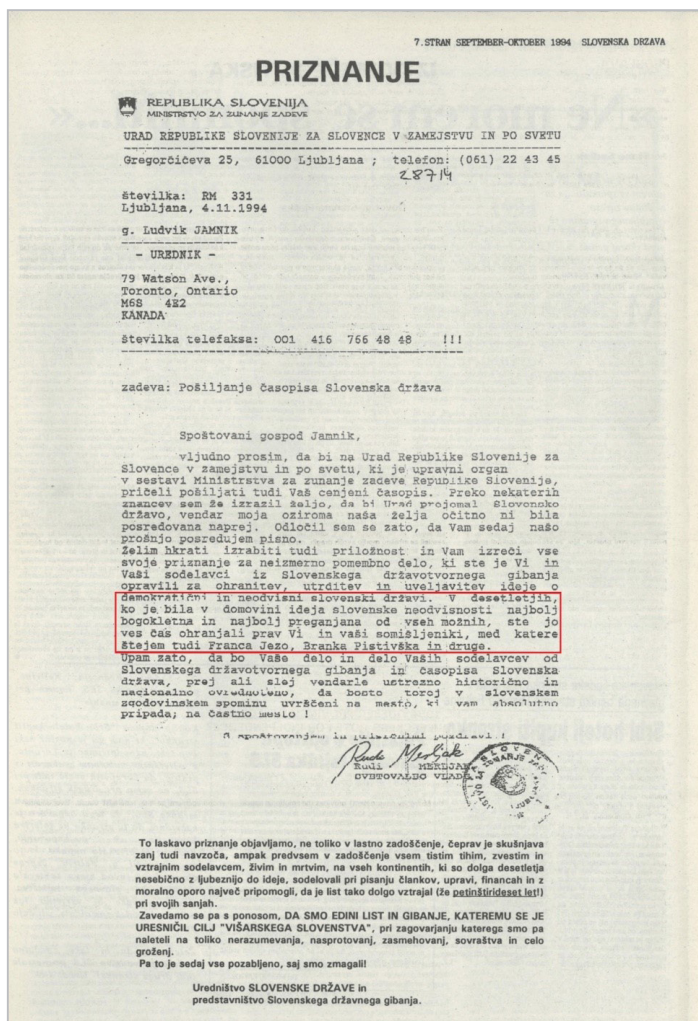 7.STRAN SEPTEMBER-OKTOBER 1994 SLOVENSKA DRZAVA
PRIZNANJE
REPUBLIKA SLOVENIJA
MINISTRSTVO ZA ZUNANJE ZADEVE
URAD REPUBLIKE SLOVENIJE ZA SLOVENCE V ZAMEJSTVU IN PO SVETU
Gregorčičeva 25, 61000 Ljubljana ; telefon: (061) 22 43 45
28714
številka: RM 331
Ljubljana, 4.11.1994
g. Ludvik JAMNIK
- UREDNIK -
79 Watson Ave.,
Toronto, Ontario
M6S 4E2
KANADA
številka telefaksa: 001 416 766 48 48 !!!
zadeva: Pošiljanje časopisa Slovenska država
Spoštovani gospod Jamnik,
vljudno prosim, da bi na Urad Republike Slovenije za
Slovence v zamejstvu in po svetu, ki je upravni organ
v sestavi Ministrstva za zunanje zadeve Republike Slovenije,
pričeli pošiljati tudi Vaš cenjeni časopis. Preko nekaterih
znancev sem že izrazil željo, da bi Urad projomal Slovensko
državo, vendar moja oziroma naša želja očitno ni bila
posredovana naprej. Odločil sem se zato, da Vam sedaj našo
prošnjo posredujem pisno.
Želim hkrati izrabiti tudi priložnost in Vam izreči vse
svoje priznanje za neizmerno pomembno delo, ki ste je Vi in
Vaši sodelavci iz Slovenskega državotvornega gibanja
opravili za ohranitev, utrditev in uveljavitev ideje o
demokratični in neodvisni slovenski državi. V desetletjih,
ko je bila v domovini ideja slovenske neodvisnosti najbolj
bogokletna in najbolj preganjana od vseh možnih, ste jo
ves čas ohranjali prav Vi in vaši somišljeniki, med katere
štejem tudi Franca Jezo, Branka Pistivška in druge.
Upam zato, da bo Vaše delo in delo Vaših sodelavcev od
Slovenskega državotvornega gibanja in časopisa Slovenska
država, prej ali slej vendarle ustrezno historično in
nacionalno ovrednoteno, da boste torej v slovenskem
zgodovinskem spominu uvrščeni na mesto, ki vam absolutno
pripada; na častno mesto !
S spoštovanjem in pozdravi !
Rudi Merljak
Rudi MERLJAK
SVETOVALEC VLADE
To laskavo priznanje objavljamo, ne toliko v lastno zadoščenje, čeprav je skušnjava
zanj tudi navzoča, ampak predvsem v zadoščenje vsem tistim tihim, zvestim in
vztrajnim sodelavcem, živim in mrtvim, na vseh kontinentih, ki so dolga desetletja
nesebično z ljubeznijo do ideje, sodelovali pri pisanju člankov, upravi, financah in z
moralno oporo največ pripomogli, da je list tako dolgo vztrajal (že petinštirideset let!)
pri svojih sanjah.
Zavedamo se pa s ponosom, DA SMO EDINI LIST IN GIBANJE, KATEREMU SE JE
URESNIČIL CILJ "VIŠARSKEGA SLOVENSTVA", pri zagovarjanju katerega smo pa
naleteli na toliko nerazumevanja, nasprotovanj, zasmehovanj, sovraštva in celo
groženj.
Pa to je sedaj vse pozabljeno, saj smo zmagali!
Uredništvo SLOVENSKE DRŽAVE in
predstavništvo Slovenskega državnega gibanja.